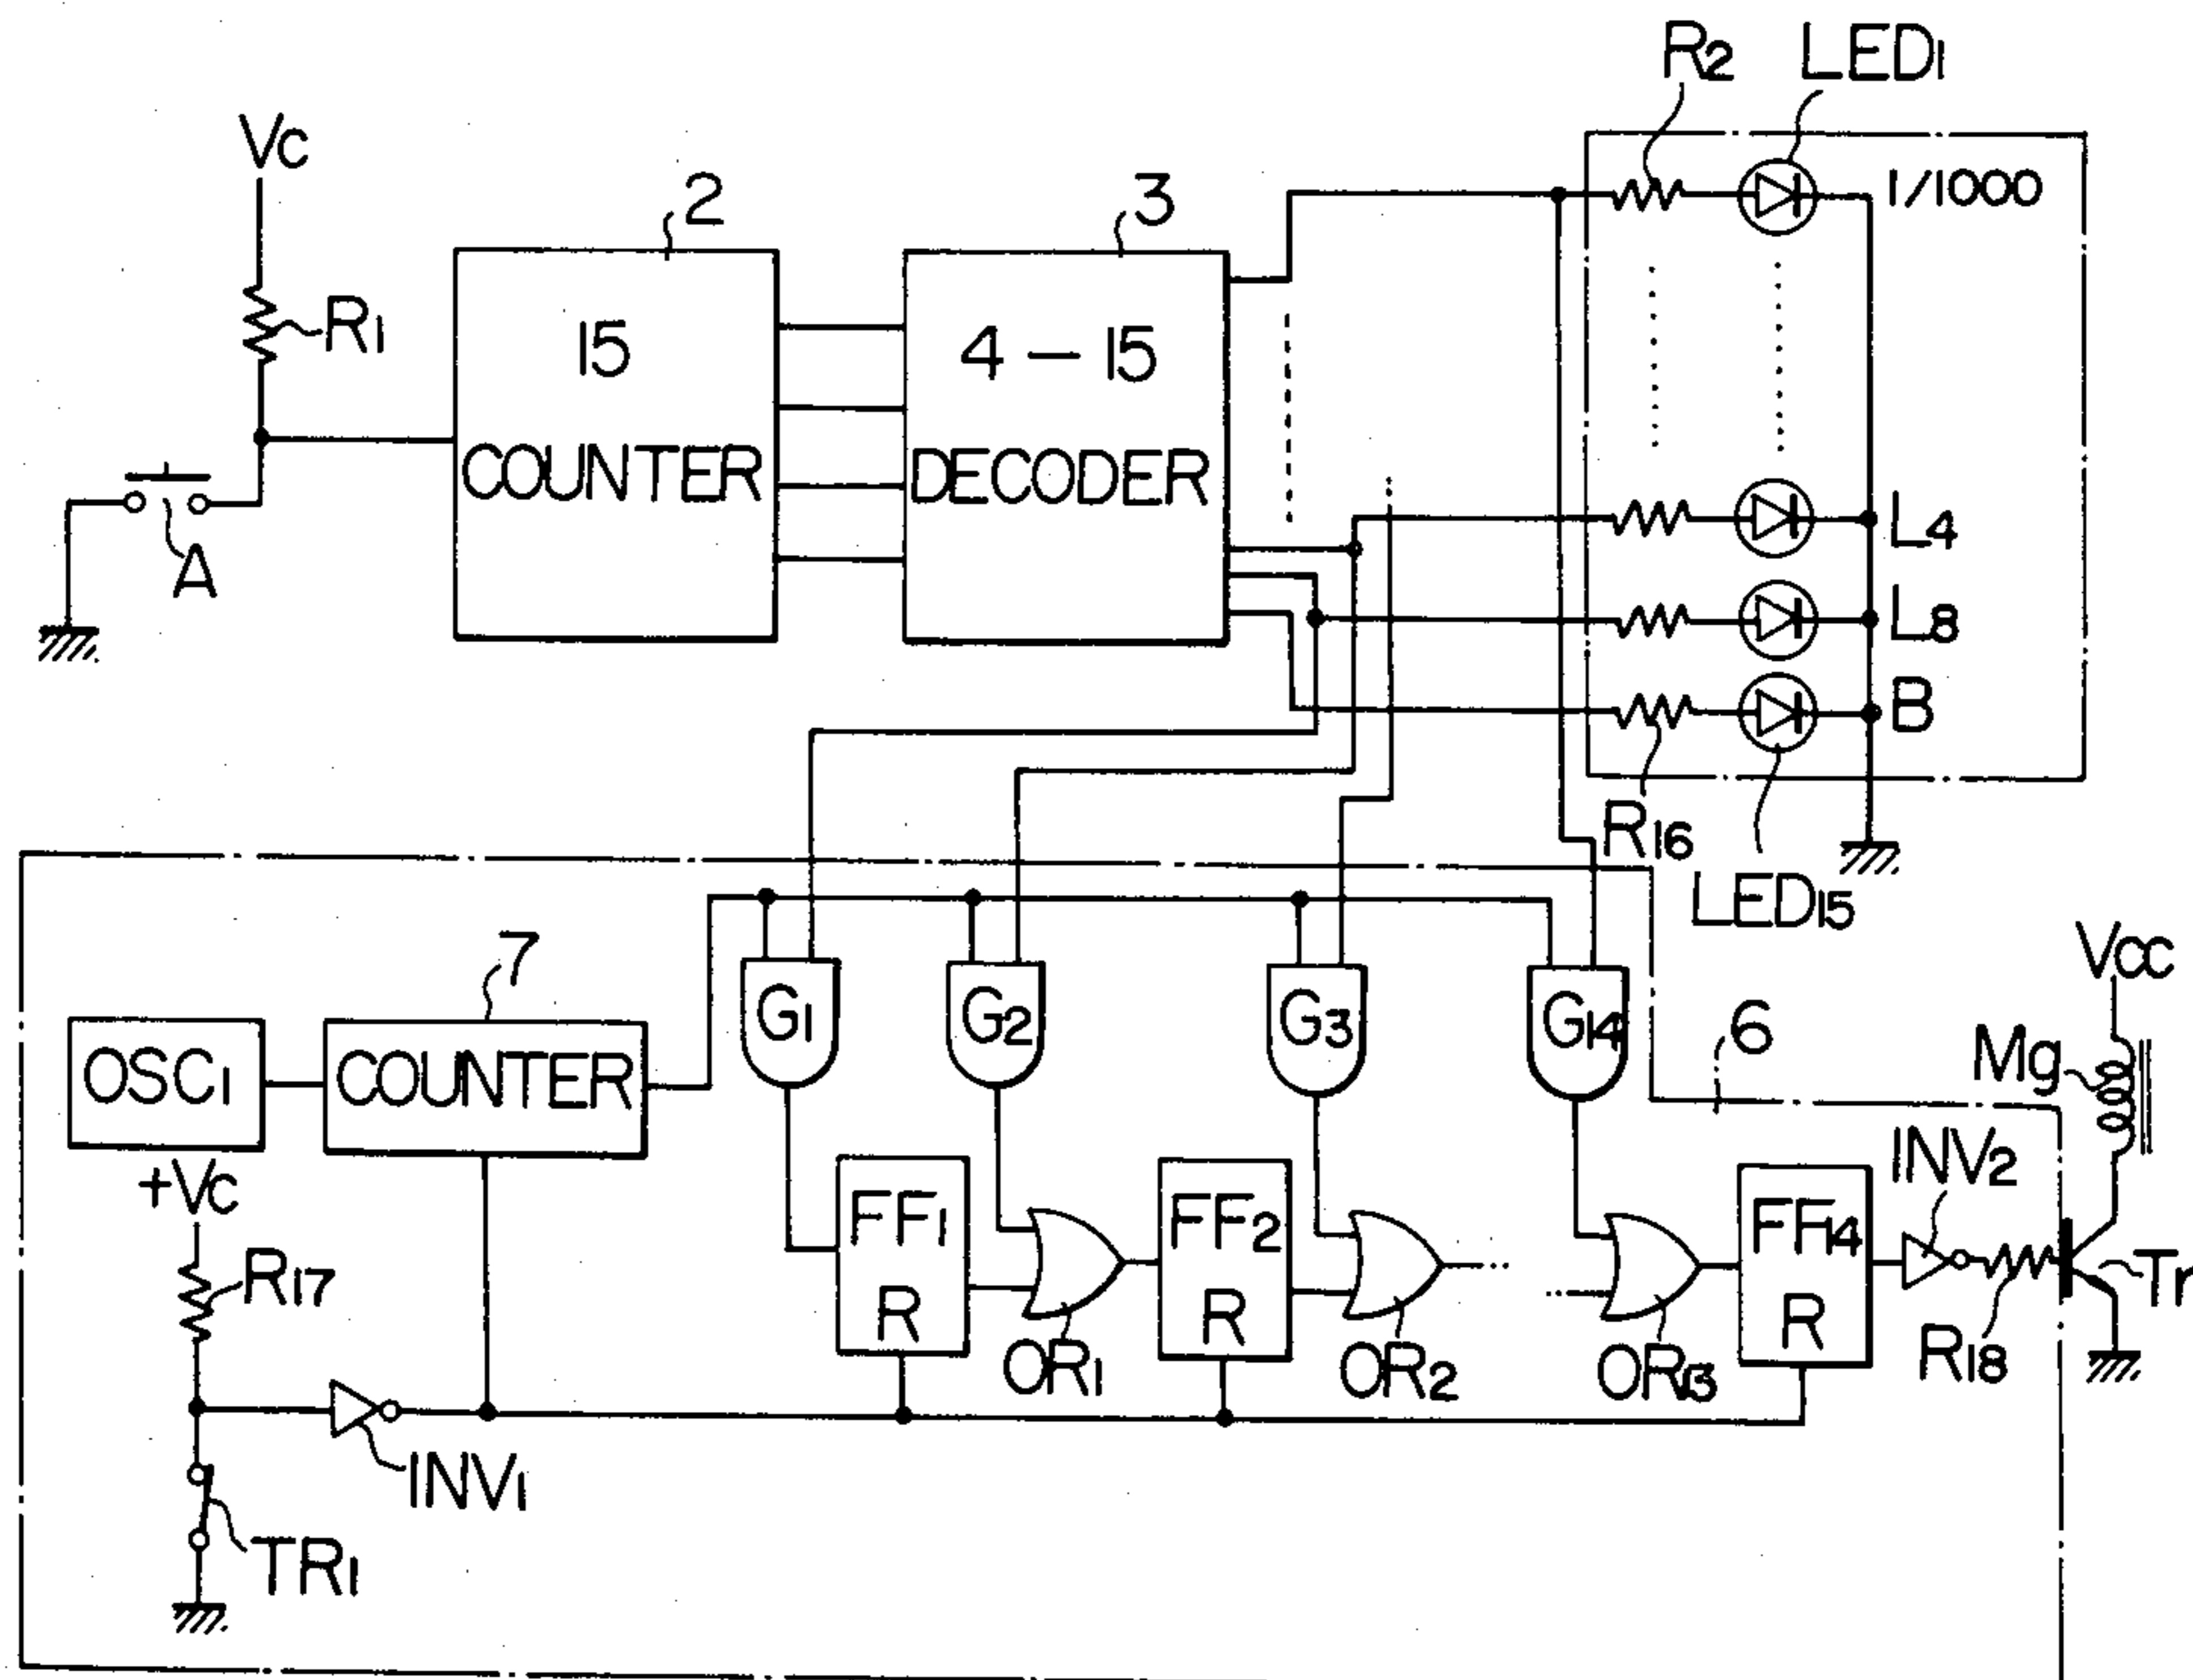 R2 LED1
VC
2 3
1/1000
R1
15
COUNTER
4-15
DECODER
A
L4
L8
B
R16
LED15
7
G1 G2 G3 G14
VCC
6
Mg
OSC1
COUNTER
INV2
+VC
FF1
R
FF2
R
FF14
R
R17
Tr
OR1 OR2 OR13
R18
INV1
TR1